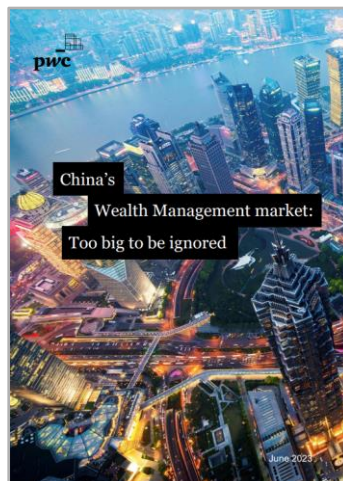 pwc
China's
Wealth Management market:
Too big to be ignored
June 2023